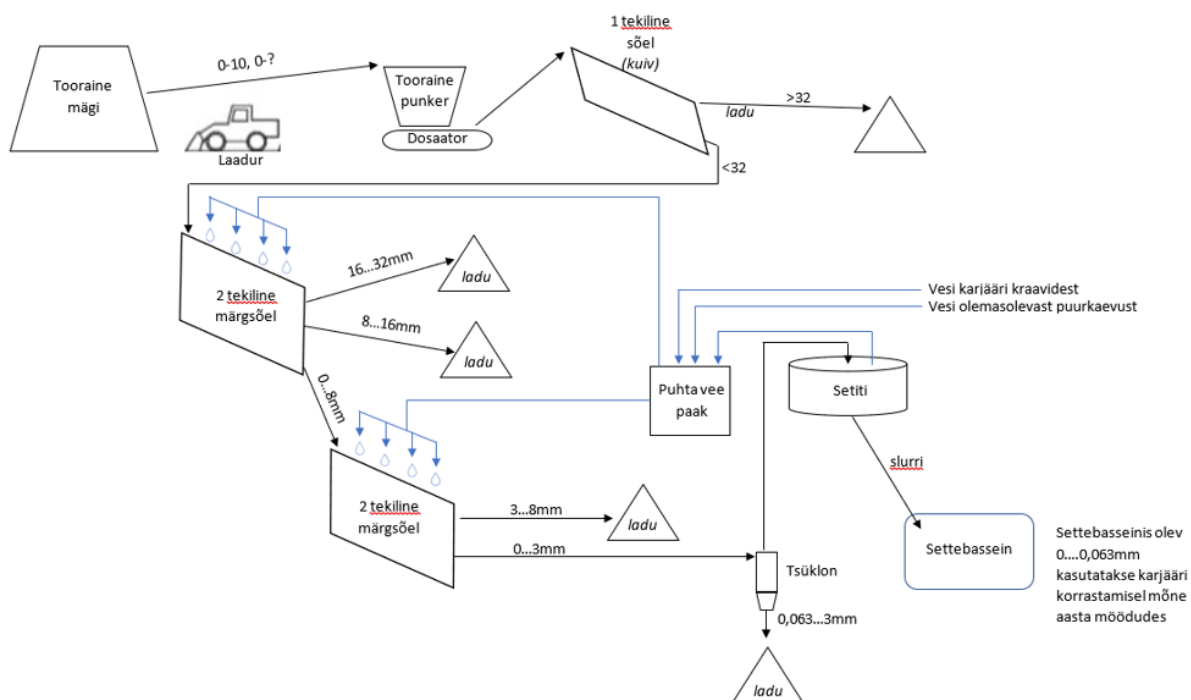 Tooraine
mägi
0-10, 0-?
Laadur
Tooraine
punker
Dosaator
1 tekiline
sõel
(kuiv)
>32
ladu
<32
2 tekiline
märgsõel
16...32mm
ladu
8...16mm
ladu
0...8mm
Vesi karjääri kraavidest
Vesi olemasolevast puurkaevust
Puhta vee
paak
Setiti
slurri
2 tekiline
märgsõel
3...8mm
ladu
0...3mm
Tsüklon
0,063...3mm
ladu
Settebassein
Settebasseinis olev
0....0,063mm
kasutatakse karjääri
korrastamisel mõne
aasta möödudes